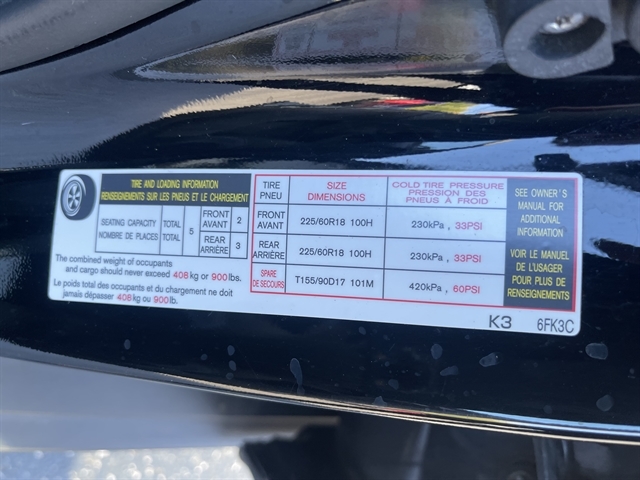 TIRE AND LOADING INFORMATION
RENSEIGNEMENTS SUR LES PNEUS ET LE CHARGEMENT
SEATING CAPACITY
NOMBRE DE PLACES
TOTAL
TOTAL
5
FRONT
AVANT
2
REAR
ARRIÈRE
3
The combined weight of occupants
and cargo should never exceed 408 kg or 900 lbs.
Le poids total des occupants et du chargement ne doit
jamais dépasser 408 kg ou 900 lb.
TIRE
PNEU
SIZE
DIMENSIONS
COLD TIRE PRESSURE
PRESSION DES
PNEUS À FROID
FRONT
AVANT
225/60R18 100H
230kPa , 33PSI
REAR
ARRIÈRE
225/60R18 100H
230kPa , 33PSI
SPARE
DE SECOURS
T155/90D17 101M
420kPa , 60PSI
SEE OWNER'S
MANUAL FOR
ADDITIONAL
INFORMATION
VOIR LE MANUEL
DE L'USAGER
POUR PLUS DE
RENSEIGNEMENTS
K3 6FK3C